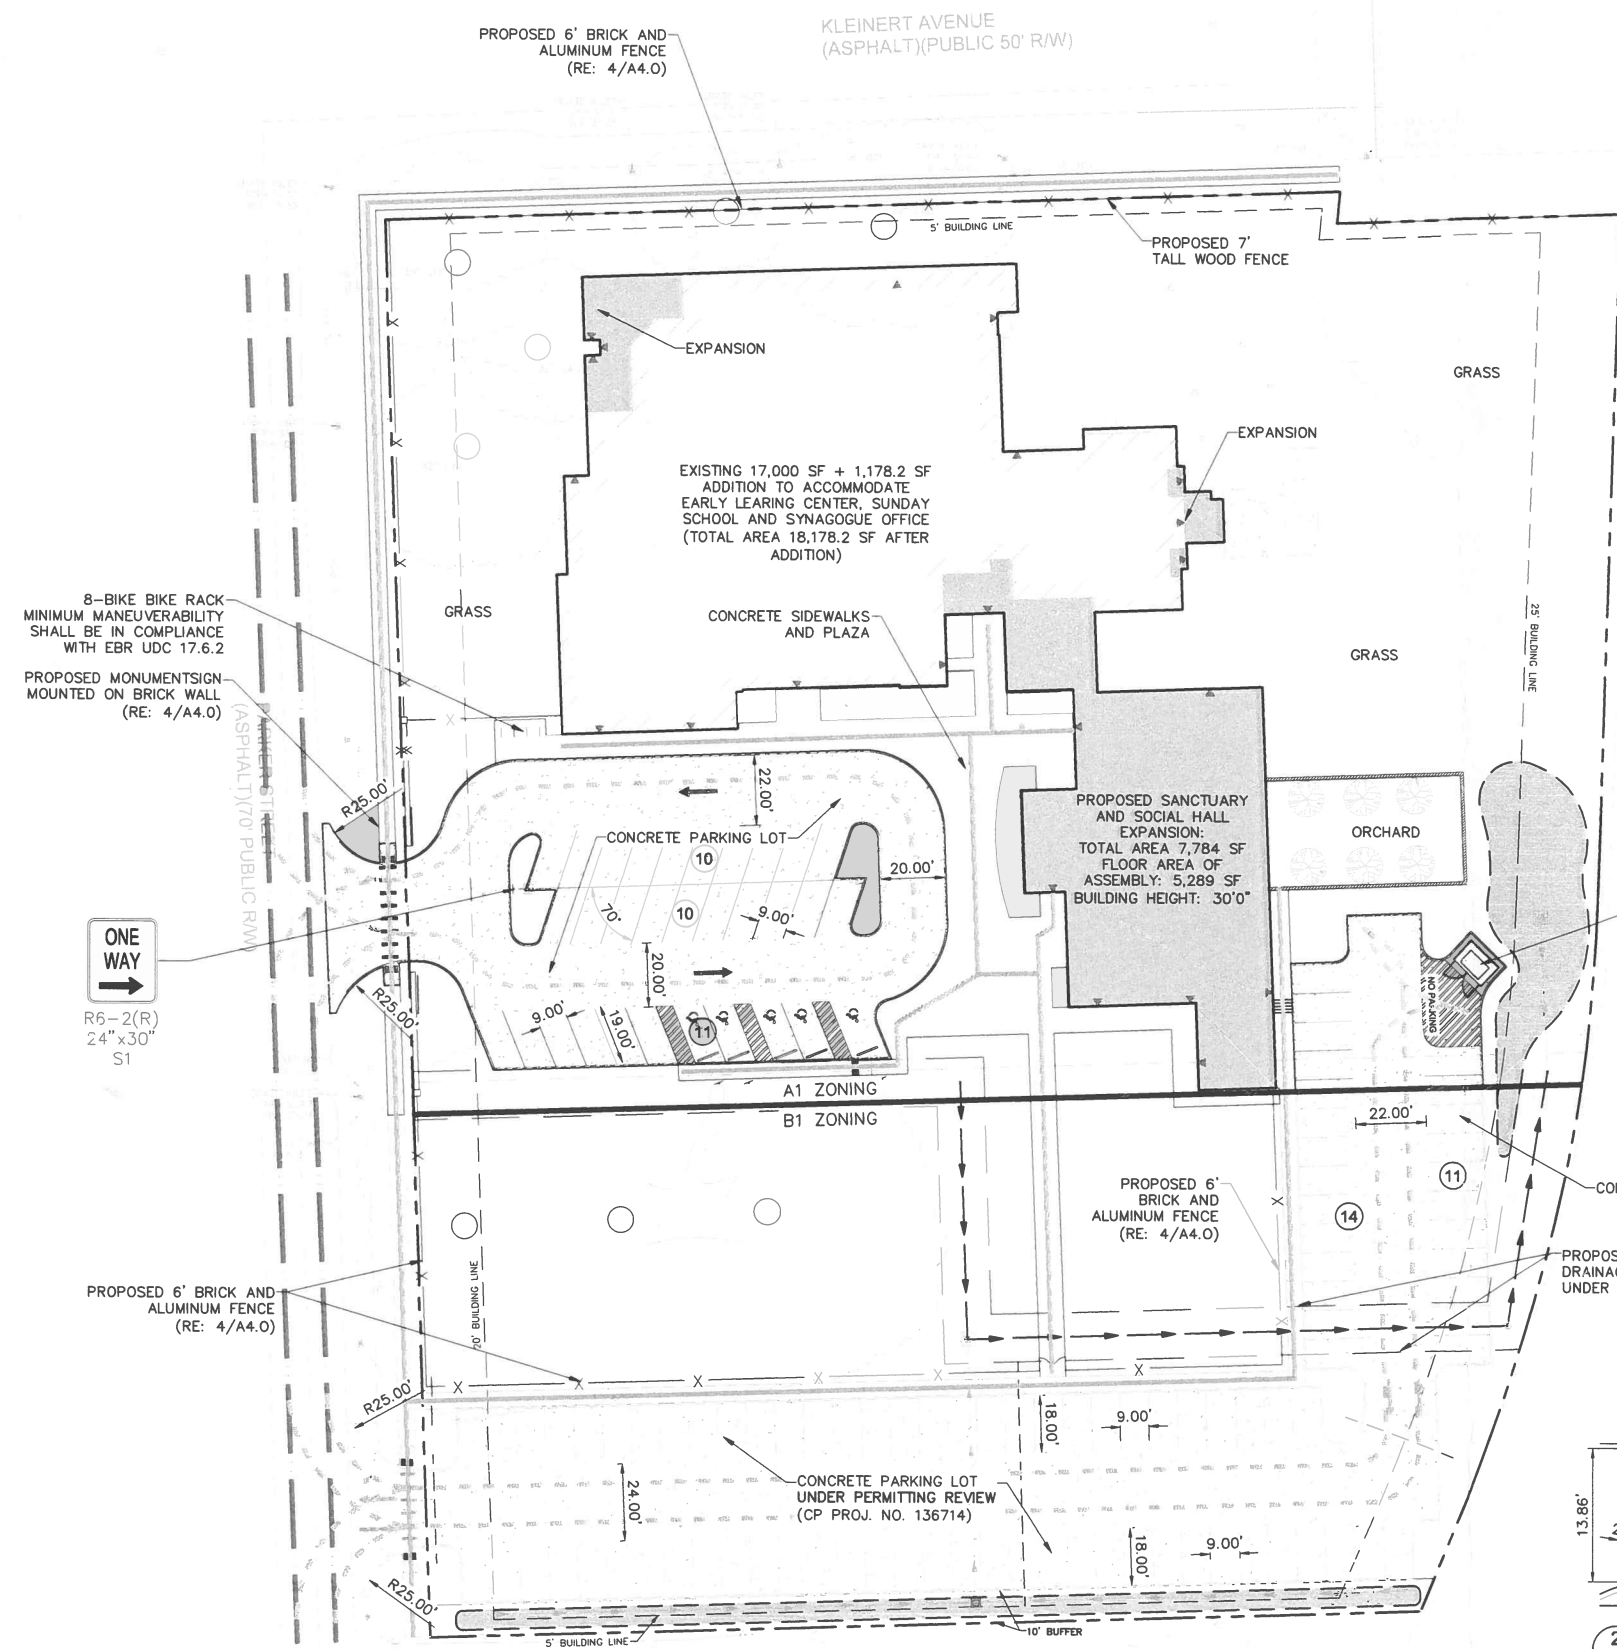 KLEINERT AVENUE
(ASPHALT)(PUBLIC 50' R/W)
PROPOSED 6' BRICK AND
ALUMINUM FENCE
(RE: 4/A4.0)
5' BUILDING LINE
PROPOSED 7'
TALL WOOD FENCE
EXPANSION
GRASS
EXPANSION
EXISTING 17,000 SF + 1,178.2 SF
ADDITION TO ACCOMMODATE
EARLY LEARING CENTER, SUNDAY
SCHOOL AND SYNAGOGUE OFFICE
(TOTAL AREA 18,178.2 SF AFTER
ADDITION)
8-BIKE BIKE RACK
MINIMUM MANEUVERABILITY
SHALL BE IN COMPLIANCE
WITH EBR UDC 17.6.2
GRASS
CONCRETE SIDEWALKS
AND PLAZA
25' BUILDING LINE
GRASS
PROPOSED MONUMENTSIGN
MOUNTED ON BRICK WALL
(RE: 4/A4.0)
PARKER STREET
(ASPHALT)(70' PUBLIC R/W)
R25.00'
22.00'
CONCRETE PARKING LOT
10
10
20.00'
70°
9.00'
PROPOSED SANCTUARY
AND SOCIAL HALL
EXPANSION:
TOTAL AREA 7,784 SF
FLOOR AREA OF
ASSEMBLY: 5,289 SF
BUILDING HEIGHT: 30'0"
ORCHARD
ONE
WAY
R6-2(R)
24"x30"
S1
R25.00'
20.00'
9.00'
19.00'
11
NO PARKING
A1 ZONING
B1 ZONING
22.00'
11
14
PROPOSED 6'
BRICK AND
ALUMINUM FENCE
(RE: 4/A4.0)
PROPOSED 6' BRICK AND
ALUMINUM FENCE
(RE: 4/A4.0)
20' BUILDING LINE
UNDER
R25.00'
18.00'
9.00'
CONCRETE PARKING LOT
UNDER PERMITTING REVIEW
(CP PROJ. NO. 136714)
24.00'
18.00'
9.00'
13.86'
R25.00'
5' BUILDING LINE
10' BUFFER